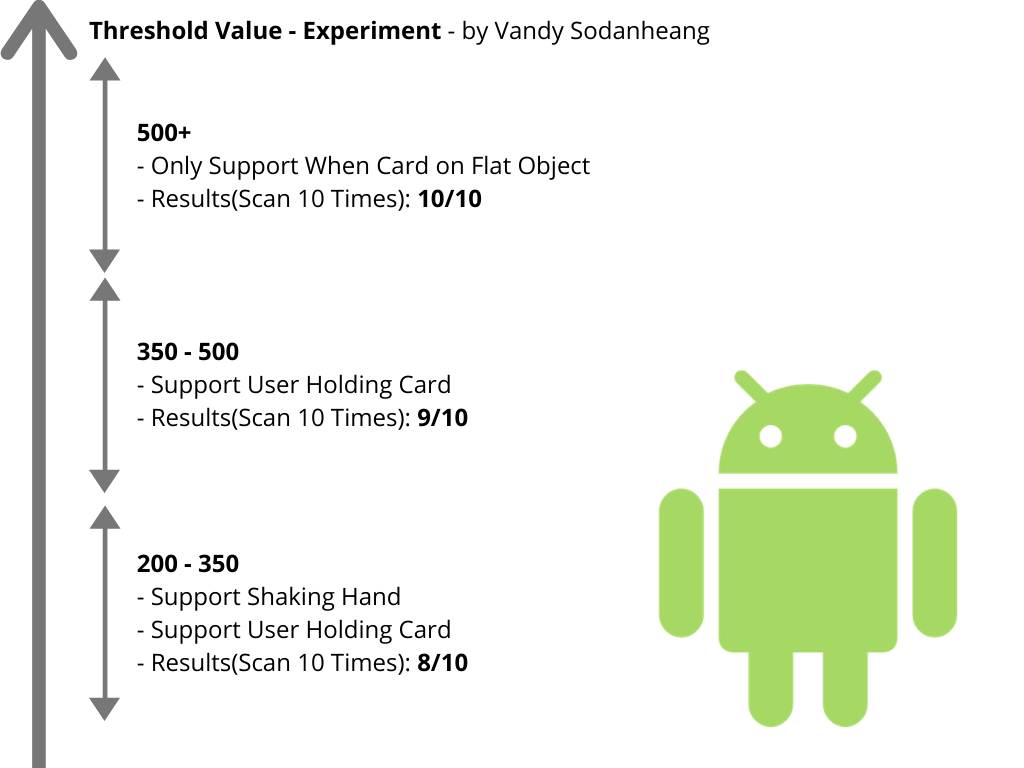 Threshold Value - Experiment - by Vandy Sodanheang
500+
- Only Support When Card on Flat Object
- Results(Scan 10 Times): 10/10
350 - 500
- Support User Holding Card
- Results(Scan 10 Times): 9/10
200 - 350
- Support Shaking Hand
- Support User Holding Card
- Results(Scan 10 Times): 8/10